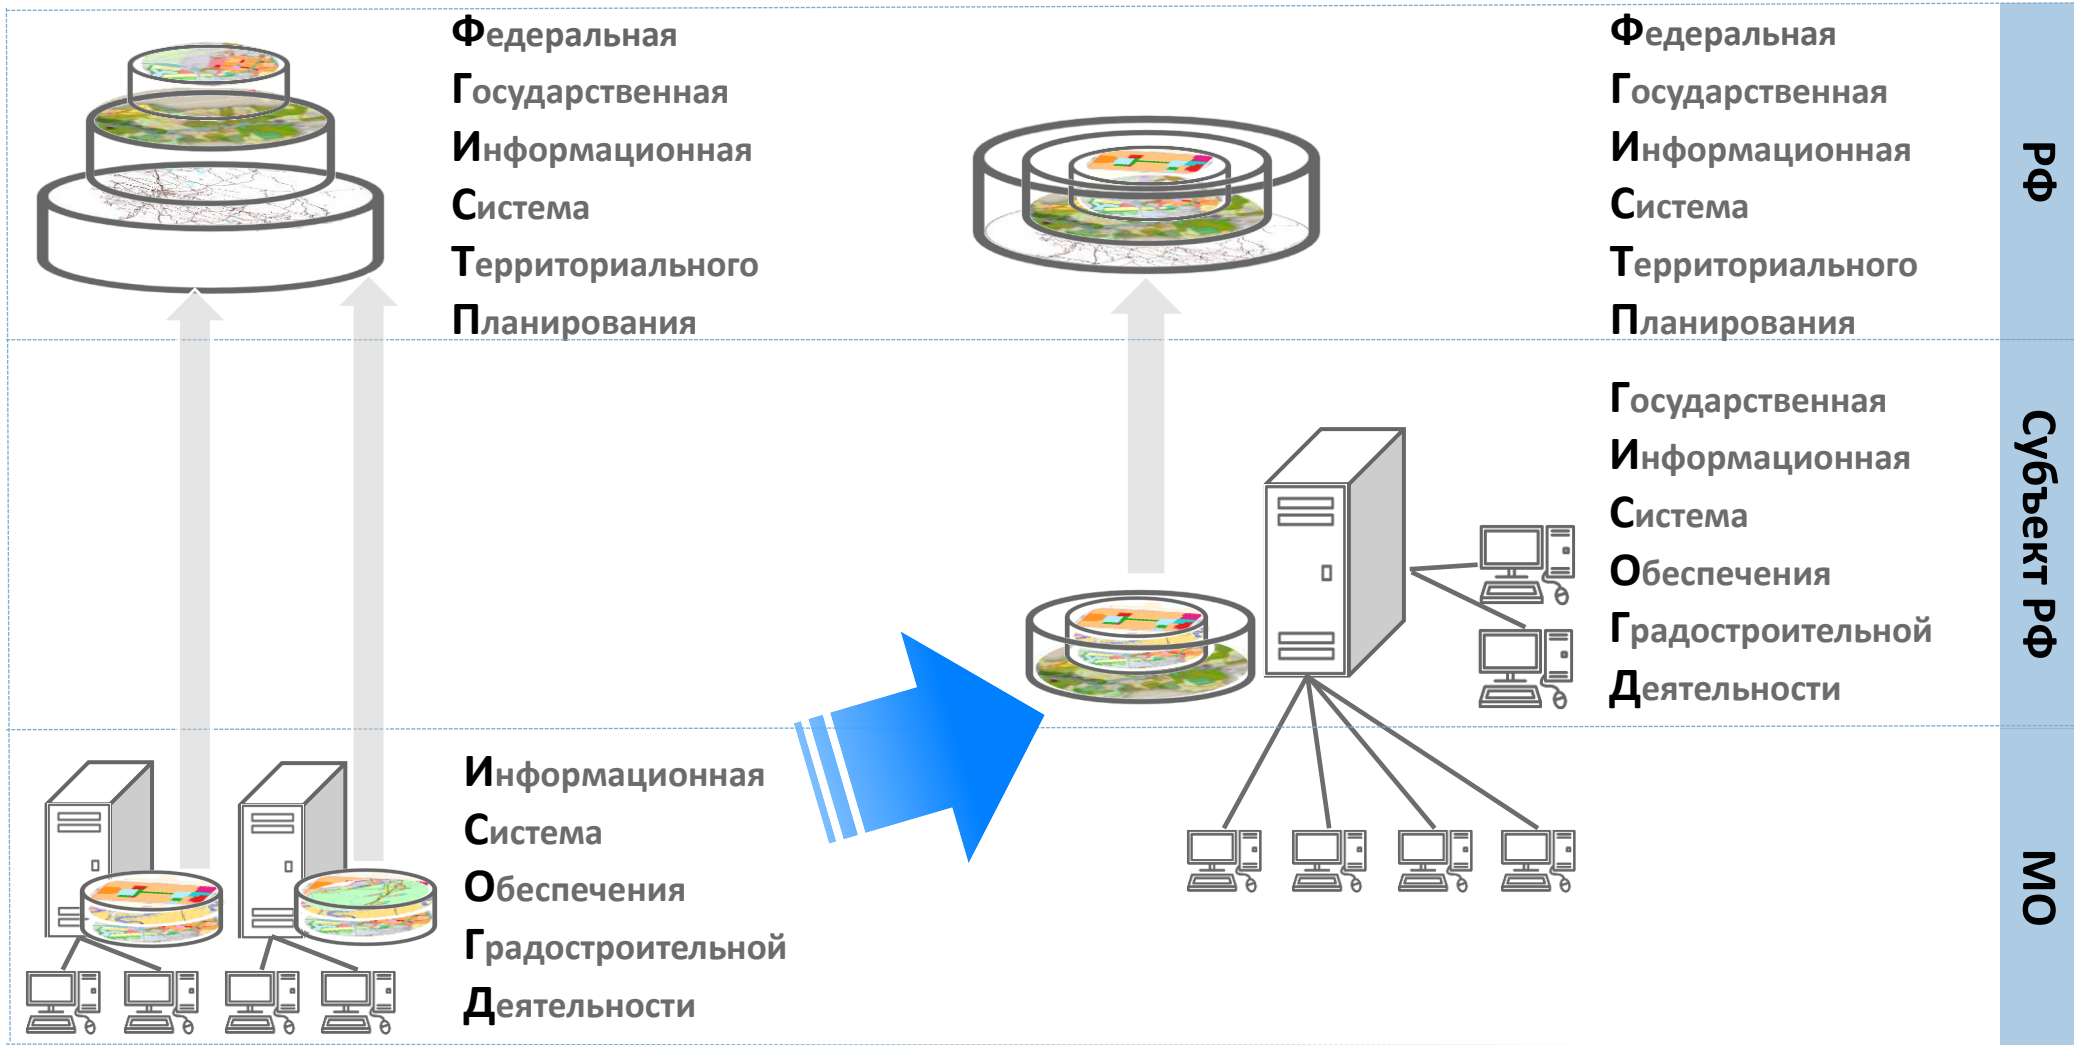 Федеральная
Государственная
Информационная
Система
Территориального
Планирования
Федеральная
Государственная
Информационная
Система
Территориального
Планирования
РФ
Государственная
Информационная
Система
Обеспечения
Градостроительной
Деятельности
Субъект РФ
Информационная
Система
Обеспечения
Градостроительной
Деятельности
МО